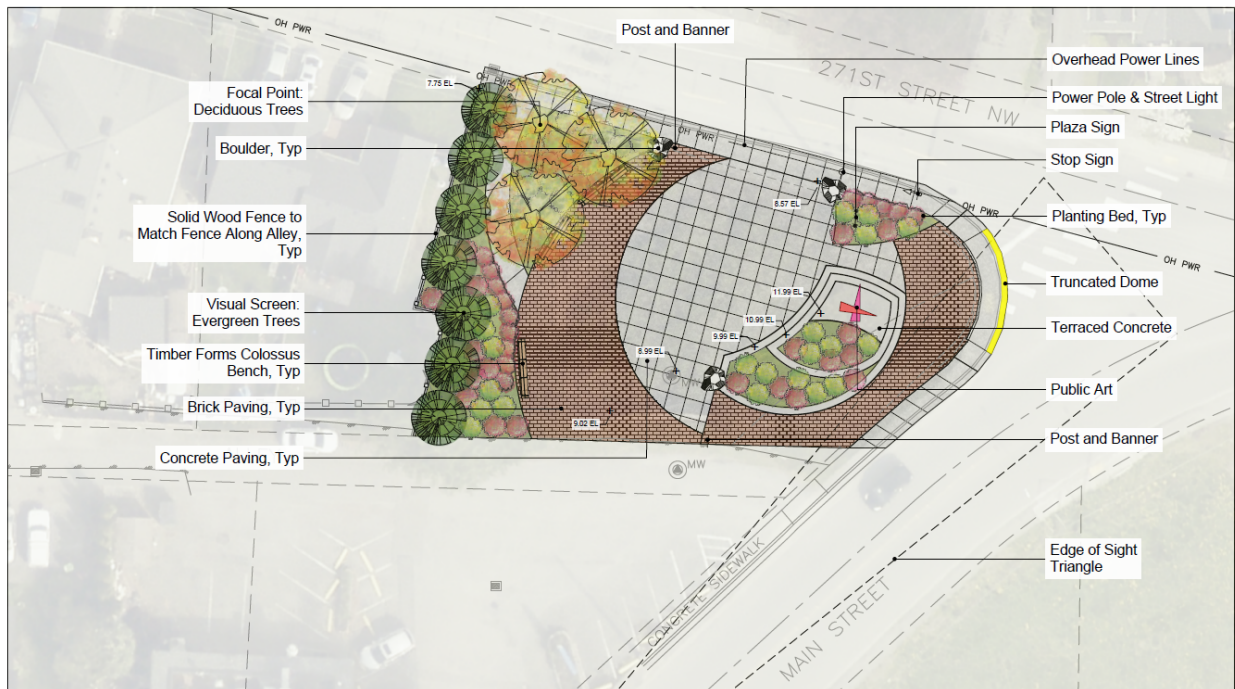 OH PWR
Post and Banner
271ST STREET NW
Overhead Power Lines
OH PWR
7.75 EL
Focal Point:
Deciduous Trees
Power Pole & Street Light
Plaza Sign
OH PWR
Boulder, Typ
Stop Sign
8.57 EL
Solid Wood Fence to
Match Fence Along Alley,
Typ
OH PWR
Planting Bed, Typ
OH PWR
Truncated Dome
11.99 EL
Visual Screen:
Evergreen Trees
10.99 EL
Terraced Concrete
9.99 EL
8.99 EL
Timber Forms Colossus
Bench, Typ
MW
Public Art
Brick Paving, Typ
9.02 EL
Post and Banner
Concrete Paving, Typ
MW
Edge of Sight
Triangle
CONCRETE SIDEWALK
MAIN STREET